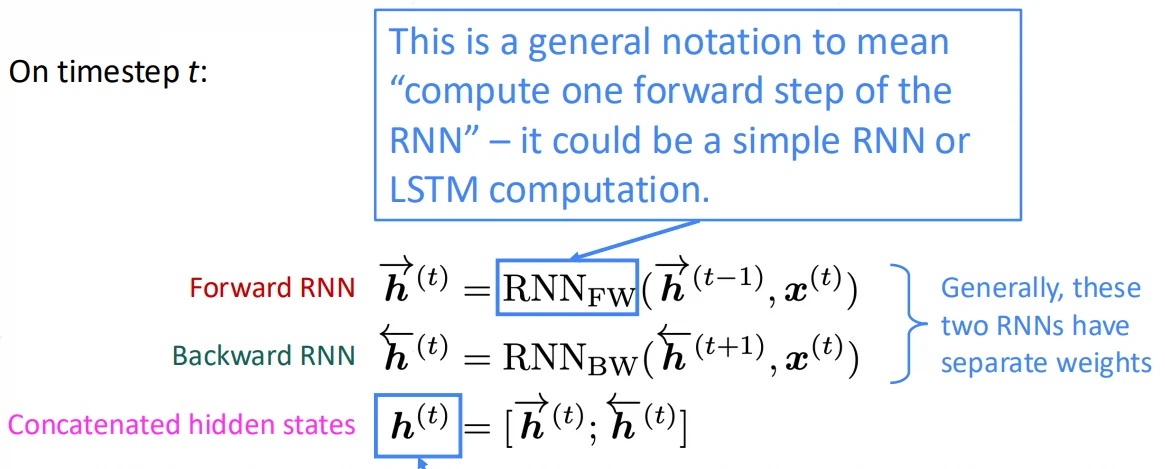 This is a general notation to mean
“compute one forward step of the
RNN” – it could be a simple RNN or
LSTM computation.
On timestep t:
Forward RNN h→(t) = RNN_FW(h→(t−1), x(t))
Backward RNN h←(t) = RNN_BW(h←(t+1), x(t))
Concatenated hidden states h(t) = [h→(t); h←(t)]
Generally, these
two RNNs have
separate weights